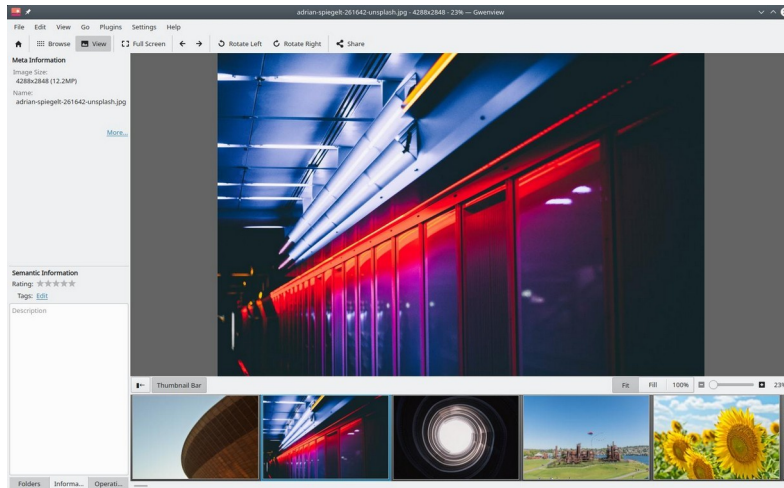 adrian-spiegelt-261642-unsplash.jpg - 4288x2848 - 23% — Gwenview
File Edit View Go Plugins Settings Help
Browse View Full Screen Rotate Left Rotate Right Share
Meta Information
Image Size:
4288x2848 (12.2MP)
Name:
adrian-spiegelt-261642-unsplash.jpg
More...
Semantic Information
Rating:
Tags: Edit
Description
Thumbnail Bar Fit Fill 100% 23%
Folders Informa... Operati...